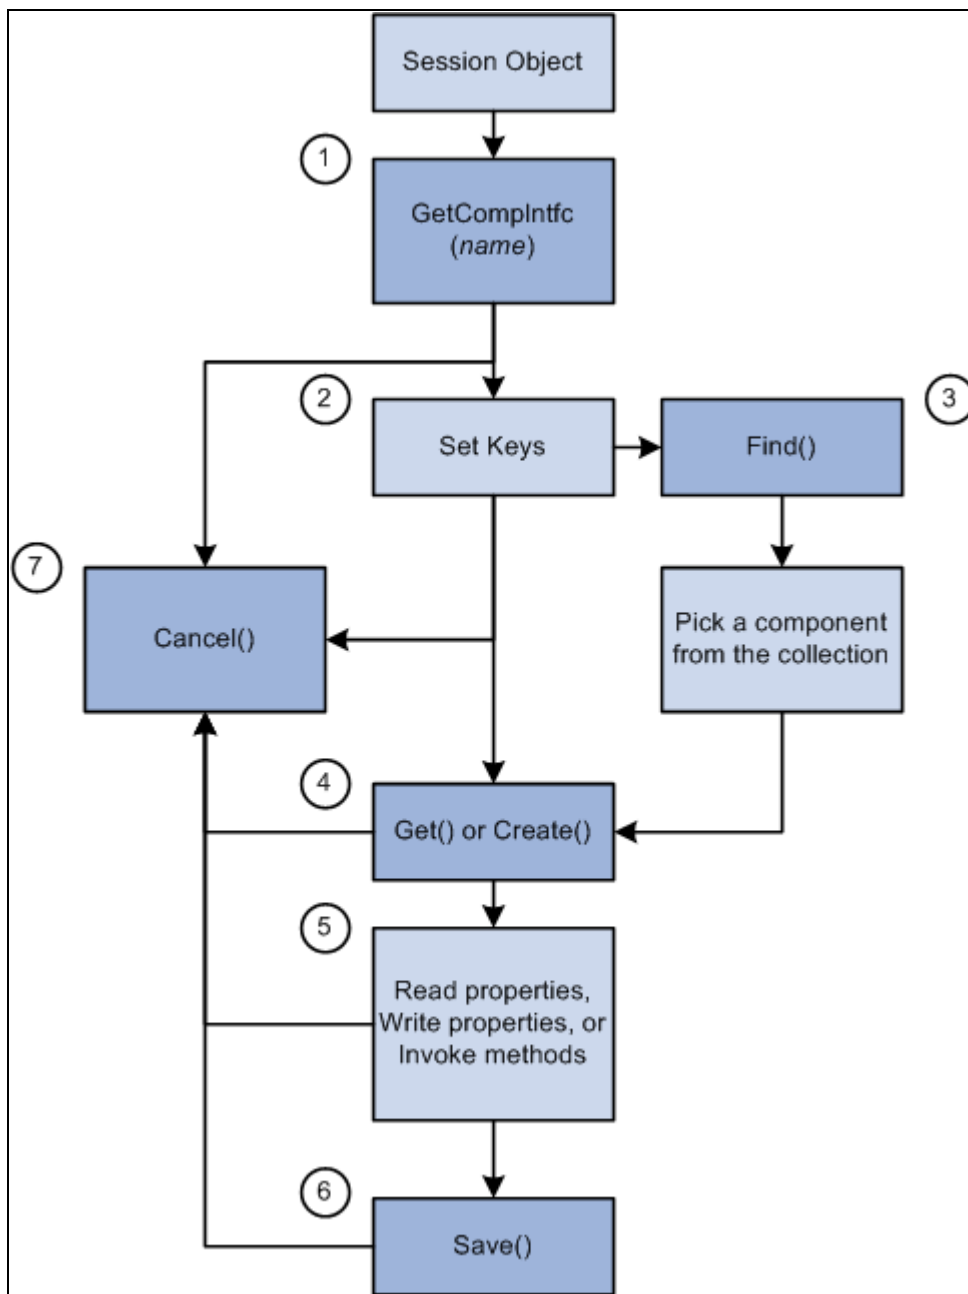 Session Object
1
GetCompIntfc
(name)
2
Set Keys
3
Find()
7
Cancel()
Pick a component
from the collection
4
Get() or Create()
5
Read properties,
Write properties, or
Invoke methods
6
Save()